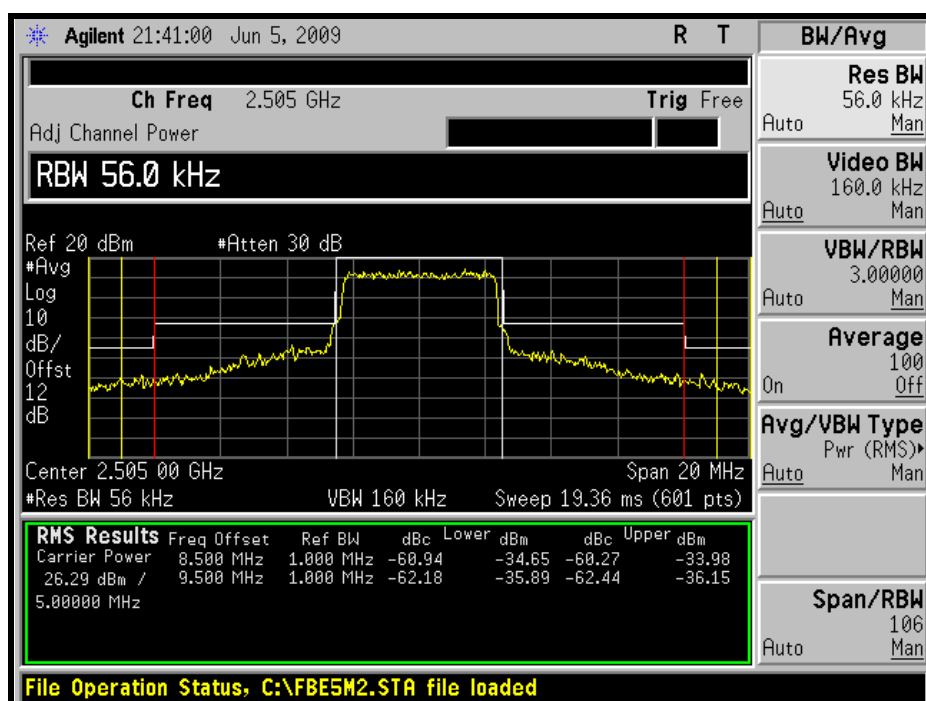 Agilent 21:41:00 Jun 5, 2009 R T
Ch Freq 2.505 GHz Trig Free
Adj Channel Power
RBW 56.0 kHz
Ref 20 dBm #Atten 30 dB
#Avg
Log
10
dB/
Offst
12
dB
Center 2.505 00 GHz Span 20 MHz
#Res BW 56 kHz VBW 160 kHz Sweep 19.36 ms (601 pts)
RMS Results Freq Offset Ref BW dBc Lower dBm dBc Upper dBm
Carrier Power 8.500 MHz 1.000 MHz -60.94 -34.65 -60.27 -33.98
26.29 dBm / 9.500 MHz 1.000 MHz -62.18 -35.89 -62.44 -36.15
5.00000 MHz
File Operation Status, C:\FBE5M2.STA file loaded
BW/Avg
Res BW
56.0 kHz
Auto Man
Video BW
160.0 kHz
Auto Man
VBW/RBW
3.00000
Auto Man
Average
100
On Off
Avg/VBW Type
Pwr (RMS)
Auto Man
Span/RBW
106
Auto Man